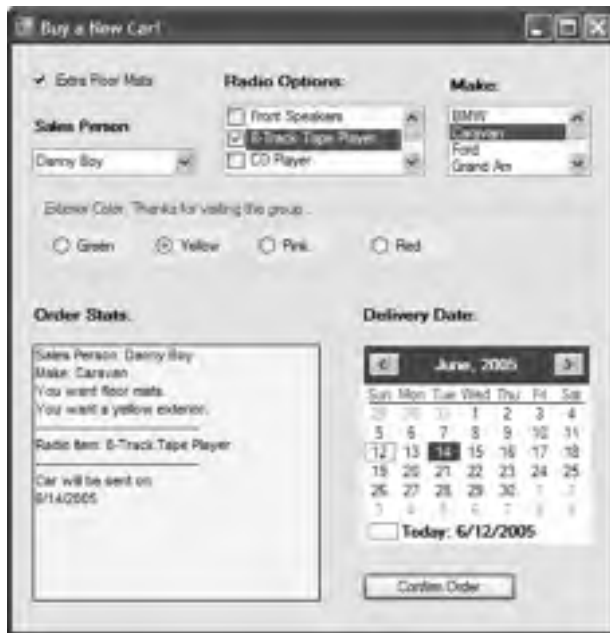 Buy a New Car!
Extra Floor Mats
Radio Options:
Make:
Sales Person
Front Speakers
8-Track Tape Player
CD Player
BMW
Caravan
Ford
Grand Am
Danny Boy
Exterior Color: Thanks for visiting the group...
Green
Yellow
Pink
Red
Order Stats:
Delivery Date:
Sales Person: Danny Boy
Make: Caravan
You want floor mats.
You want a yellow exterior.
Radio Item: 8-Track Tape Player
Car will be sent on:
6/14/2005
June, 2005
Sun Mon Tue Wed Thu Fri Sat
29 30 31 1 2 3 4
5 6 7 8 9 10 11
12 13 14 15 16 17 18
19 20 21 22 23 24 25
26 27 28 29 30 1 2
3 4 5 6 7 8 9
Today: 6/12/2005
Confirm Order